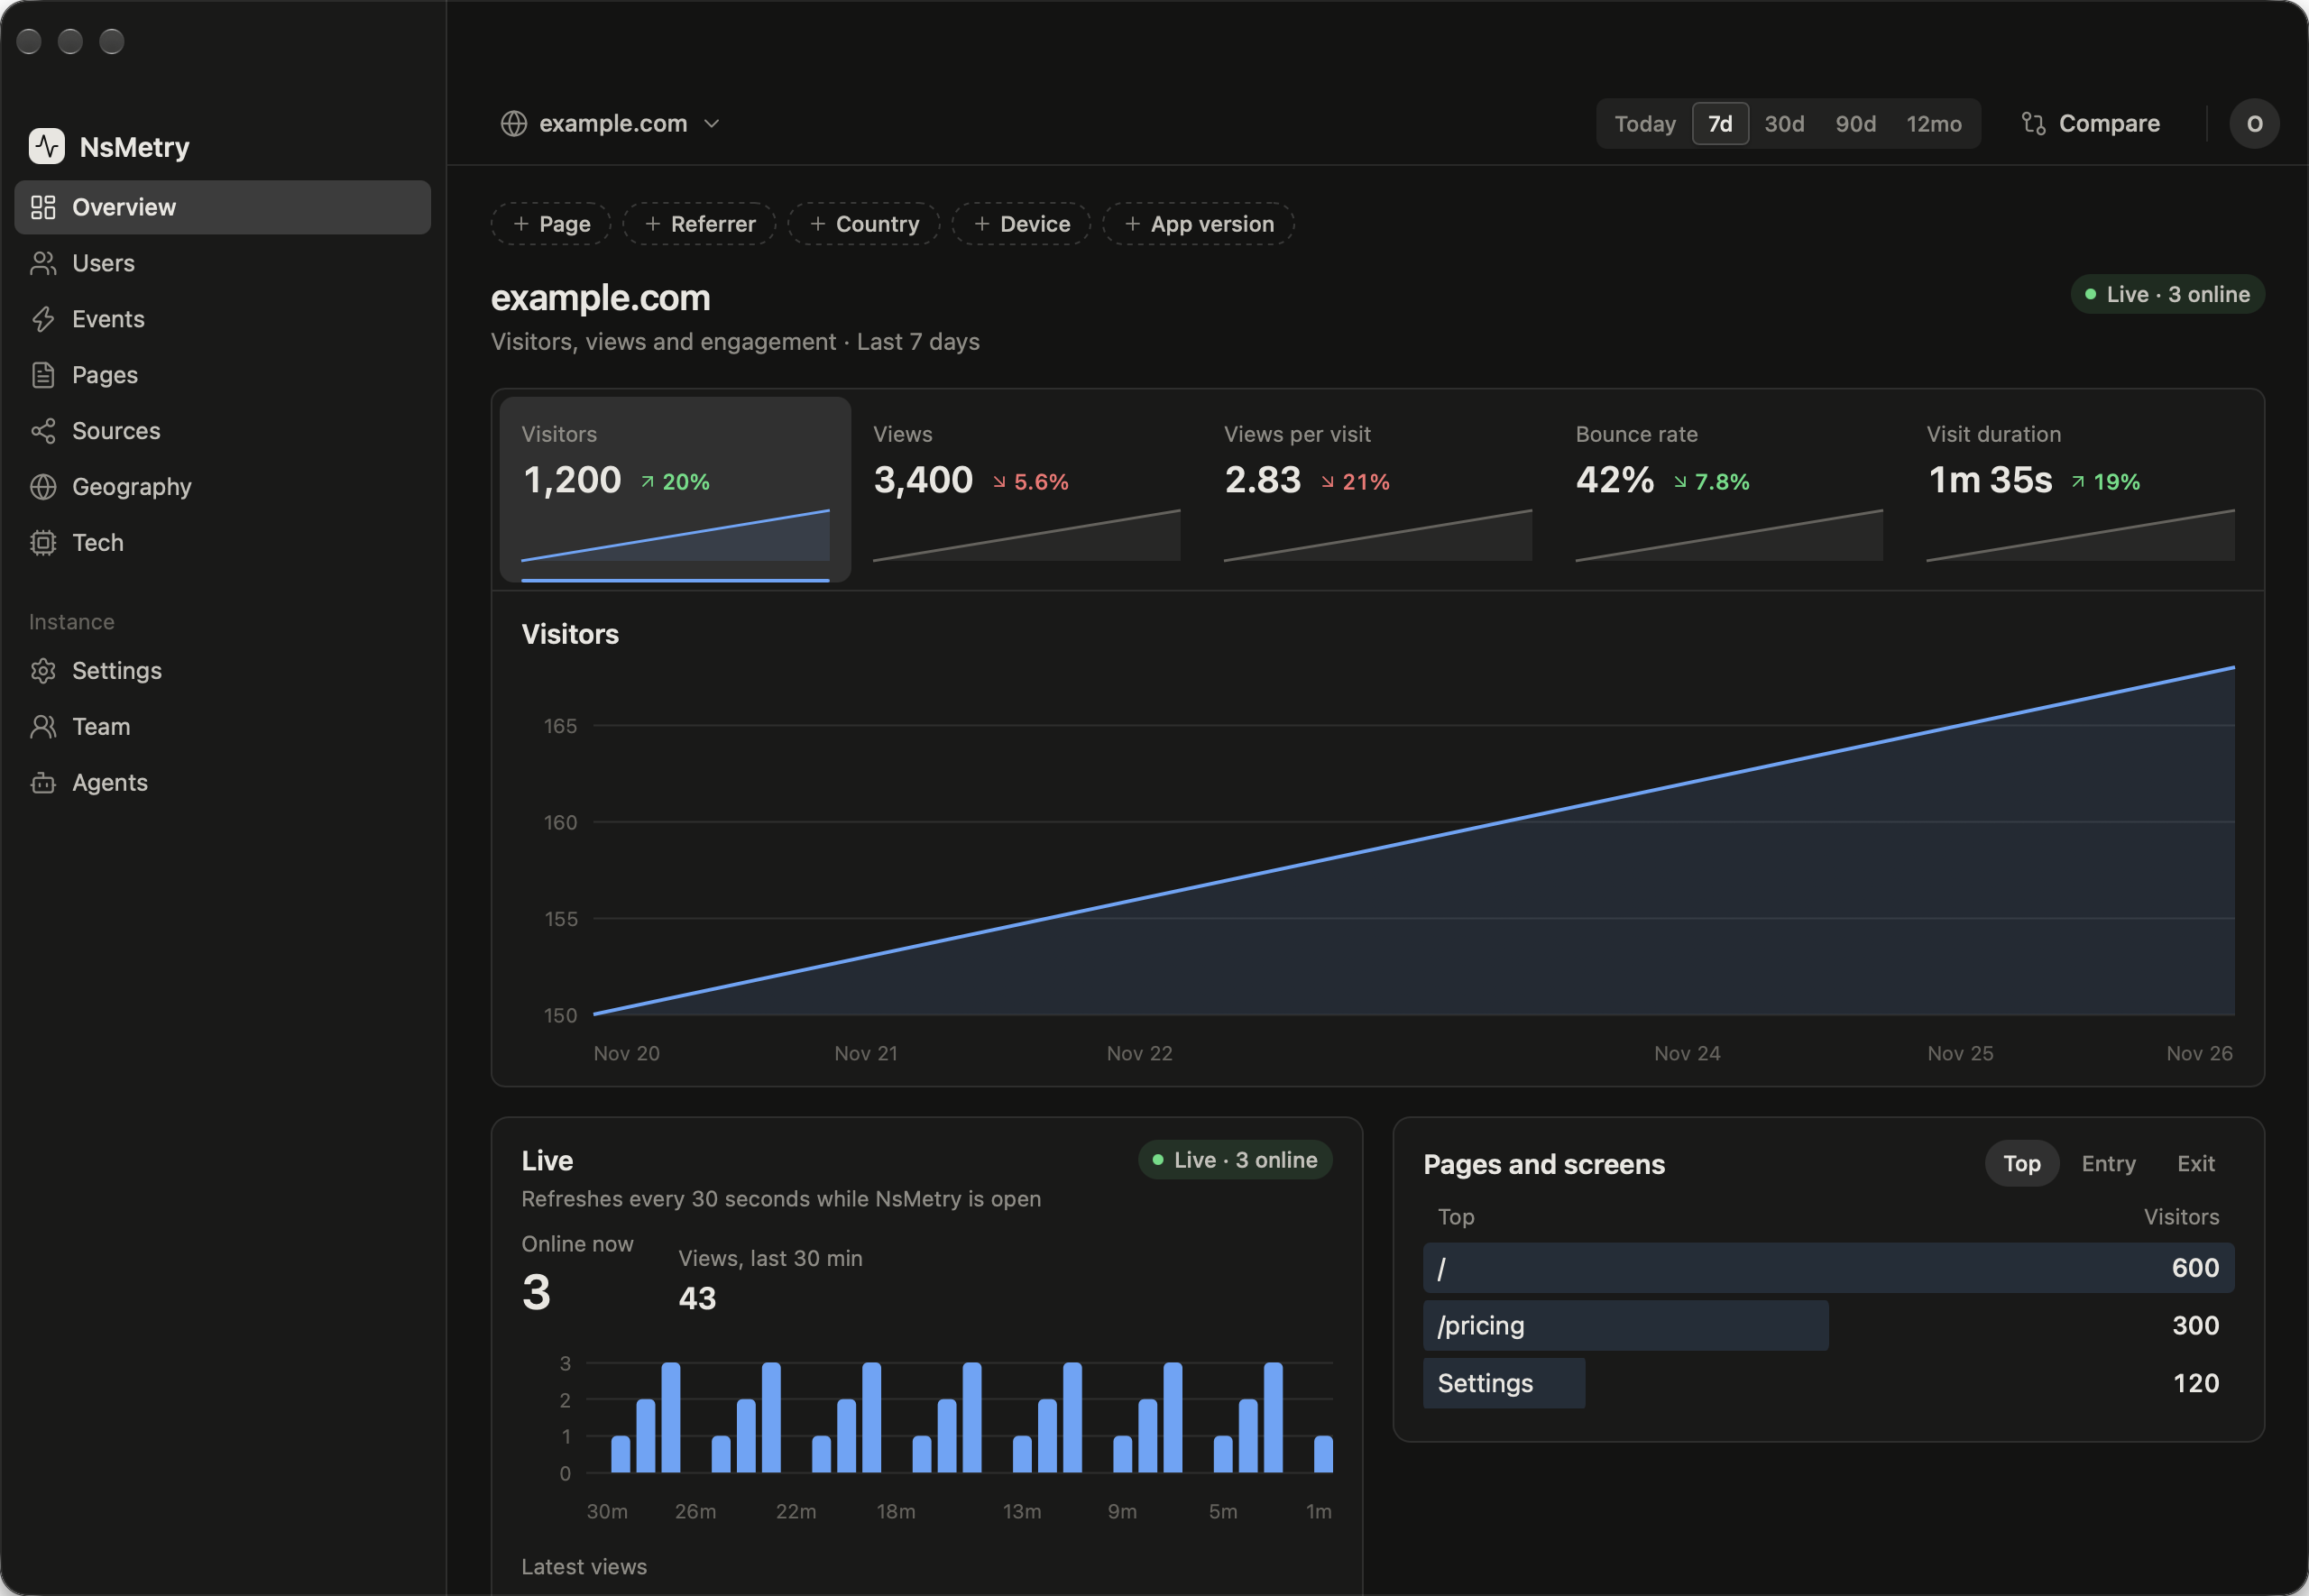 NsMetry
Overview
Users
Events
Pages
Sources
Geography
Tech
Instance
Settings
Team
Agents
example.com
Today 7d 30d 90d 12mo Compare O
+ Page + Referrer + Country + Device + App version
example.com
Live · 3 online
Visitors, views and engagement · Last 7 days
Visitors
1,200 20%
Views
3,400 5.6%
Views per visit
2.83 21%
Bounce rate
42% 7.8%
Visit duration
1m 35s 19%
Visitors
165
160
155
150
Nov 20 Nov 21 Nov 22 Nov 24 Nov 25 Nov 26
Live
Live · 3 online
Refreshes every 30 seconds while NsMetry is open
Online now
3
Views, last 30 min
43
3
2
1
0
30m 26m 22m 18m 13m 9m 5m 1m
Latest views
Pages and screens
Top Entry Exit
Top Visitors
/ 600
/pricing 300
Settings 120